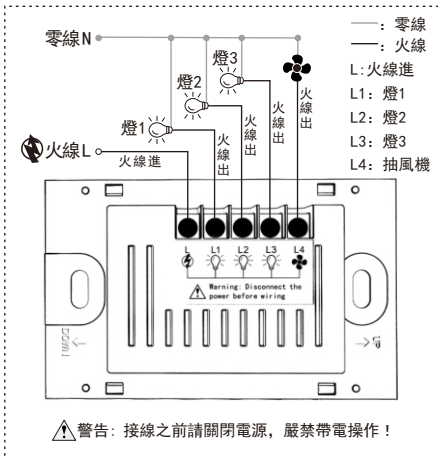 零線N
燈3
燈2
燈1
火線L
火線進
火線出
火線出
火線出
火線出
——：零線
——：火線
L:火線進
L1: 燈1
L2: 燈2
L3: 燈3
L4: 抽風機
L L1 L2 L3 L4
Warning: Disconnect the
power before wiring
DOWN
UP
警告: 接線之前請關閉電源, 嚴禁帶電操作!